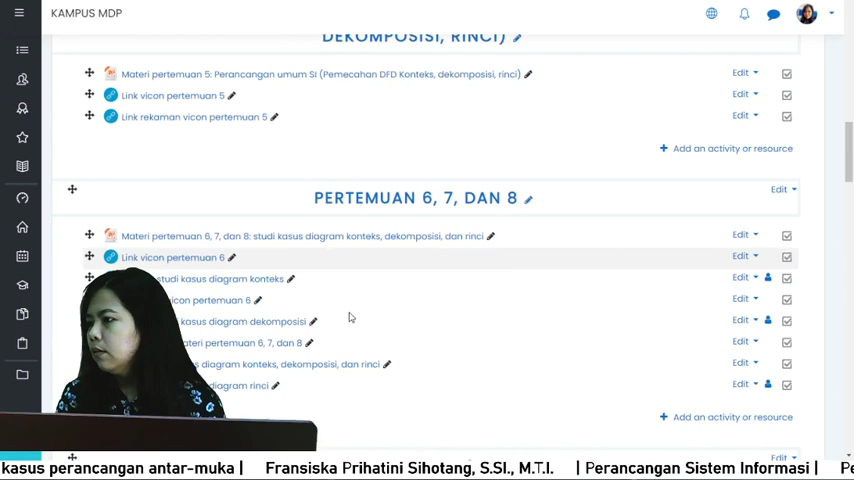 KAMPUS MDP
DEKOMPOSISI, RINCI)
Materi pertemuan 5: Perancangan umum SI (Pemecahan DFD Konteks, dekomposisi, rinci) Edit
Link vicon pertemuan 5 Edit
Link rekaman vicon pertemuan 5 Edit
+ Add an activity or resource
Edit
PERTEMUAN 6, 7, DAN 8
Materi pertemuan 6, 7, dan 8: studi kasus diagram konteks, dekomposisi, dan rinci Edit
Link vicon pertemuan 6 Edit
studi kasus diagram konteks Edit
vicon pertemuan 6 Edit
kasus diagram dekomposisi Edit
ateri pertemuan 6, 7, dan 8 Edit
s diagram konteks, dekomposisi, dan rinci Edit
diagram rinci Edit
+ Add an activity or resource
Edit
kasus perancangan antar-muka | Fransiska Prihatini Sihotang, S.SI., M.T.I. | Perancangan Sistem Informasi | Pe